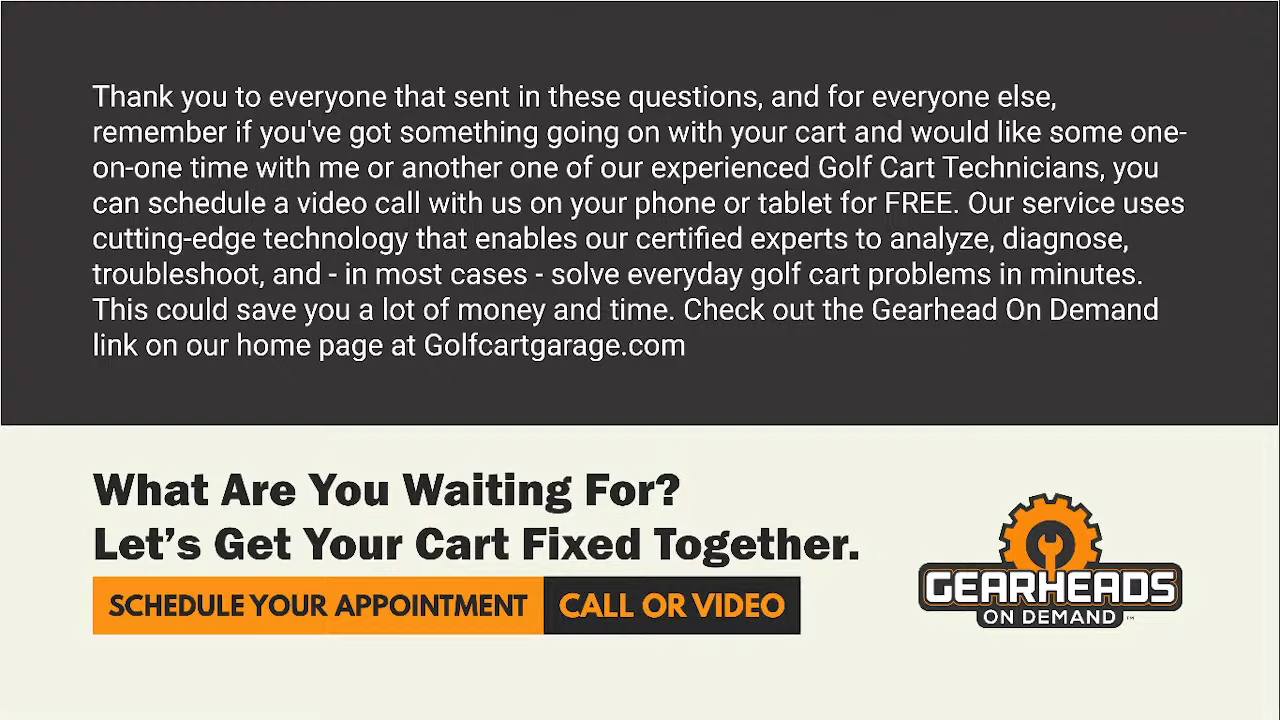 Thank you to everyone that sent in these questions, and for everyone else,
remember if you've got something going on with your cart and would like some one-
on-one time with me or another one of our experienced Golf Cart Technicians, you
can schedule a video call with us on your phone or tablet for FREE. Our service uses
cutting-edge technology that enables our certified experts to analyze, diagnose,
troubleshoot, and - in most cases - solve everyday golf cart problems in minutes.
This could save you a lot of money and time. Check out the Gearhead On Demand
link on our home page at Golfcartgarage.com
What Are You Waiting For?
Let’s Get Your Cart Fixed Together.
SCHEDULE YOUR APPOINTMENT CALL OR VIDEO
GEARHEADS
ON DEMAND™